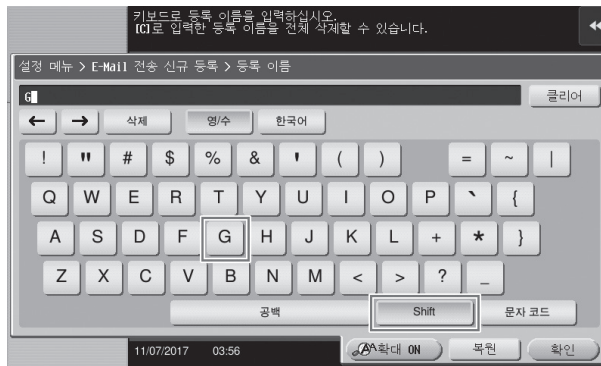 키보드로 등록 이름을 입력하십시오.
[C]로 입력한 등록 이름을 전체 삭제할 수 있습니다.
설정 메뉴 > E-Mail 전송 신규 등록 > 등록 이름
G
클리어
← → 삭제 영/수 한국어
! " # $ % & ' ( ) = ~ |
Q W E R T Y U I O P ` {
A S D F G H J K L + * }
Z X C V B N M < > ? _
공백 Shift 문자 코드
11/07/2017 03:56 확대 ON 복원 확인